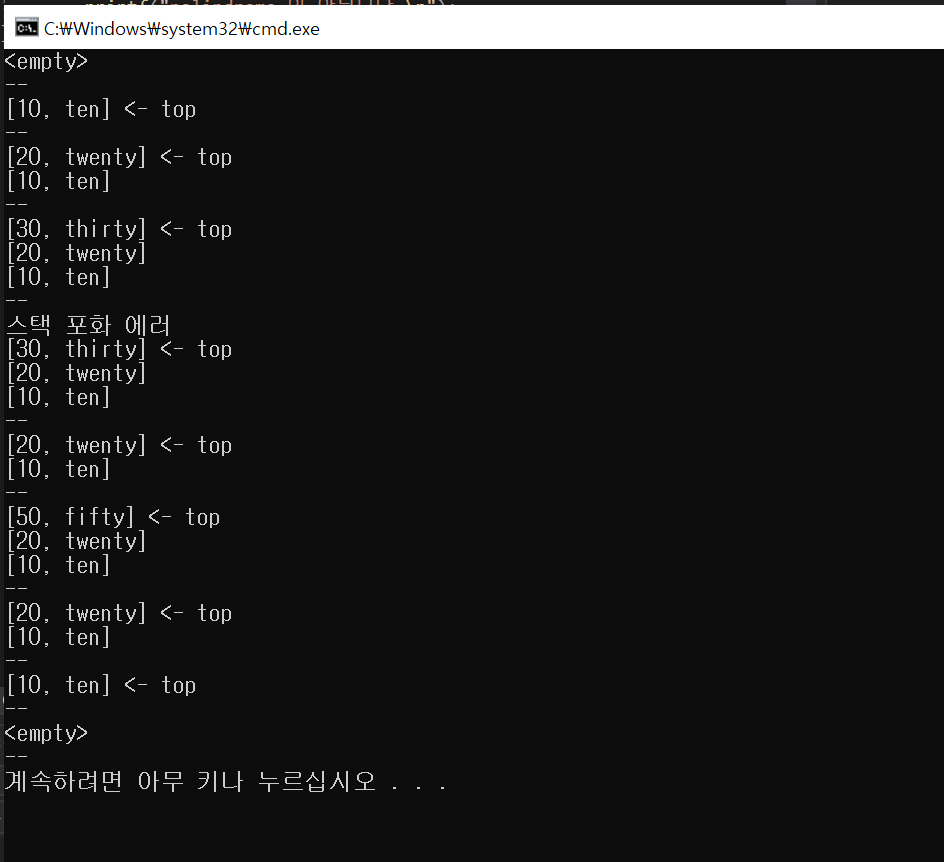 C:₩Windows₩system32₩cmd.exe
<empty>
--
[10, ten] <- top
--
[20, twenty] <- top
[10, ten]
--
[30, thirty] <- top
[20, twenty]
[10, ten]
--
스택 포화 에러
[30, thirty] <- top
[20, twenty]
[10, ten]
--
[20, twenty] <- top
[10, ten]
--
[50, fifty] <- top
[20, twenty]
[10, ten]
--
[20, twenty] <- top
[10, ten]
--
[10, ten] <- top
--
<empty>
--
계속하려면 아무 키나 누르십시오 . . .